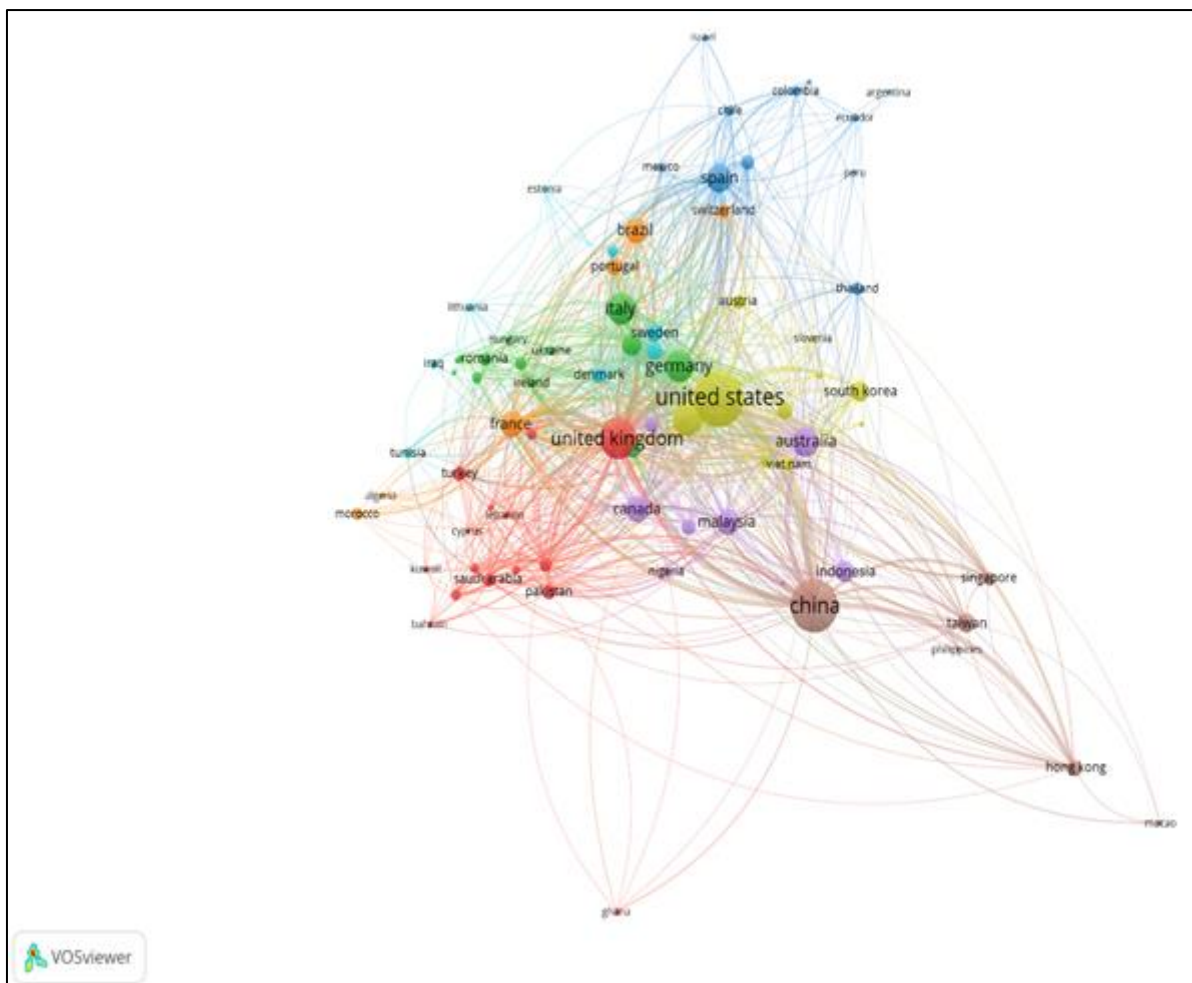 colombia
argentina
chile
ecuador
mexico
peru
spain
estonia
switzerland
brazil
portugal
thailand
austria
lithuania
italy
sweden
slovenia
hungary
ukraine
iraq
romania
germany
denmark
ireland
south korea
united states
france
united kingdom
australia
tunisia
viet nam
turkey
algeria
morocco
canada
lebanon
malaysia
cyprus
kuwait
saudi arabia
nigeria
indonesia
singapore
pakistan
china
bahrain
taiwan
philippines
hong kong
macao
VOSviewer